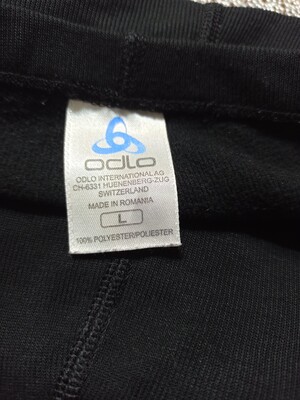 odlo
ODLO INTERNATIONAL AG
CH-6331 HUENENBERG-ZUG
SWITZERLAND
MADE IN ROMANIA
L
100% POLYESTER/POLIESTER